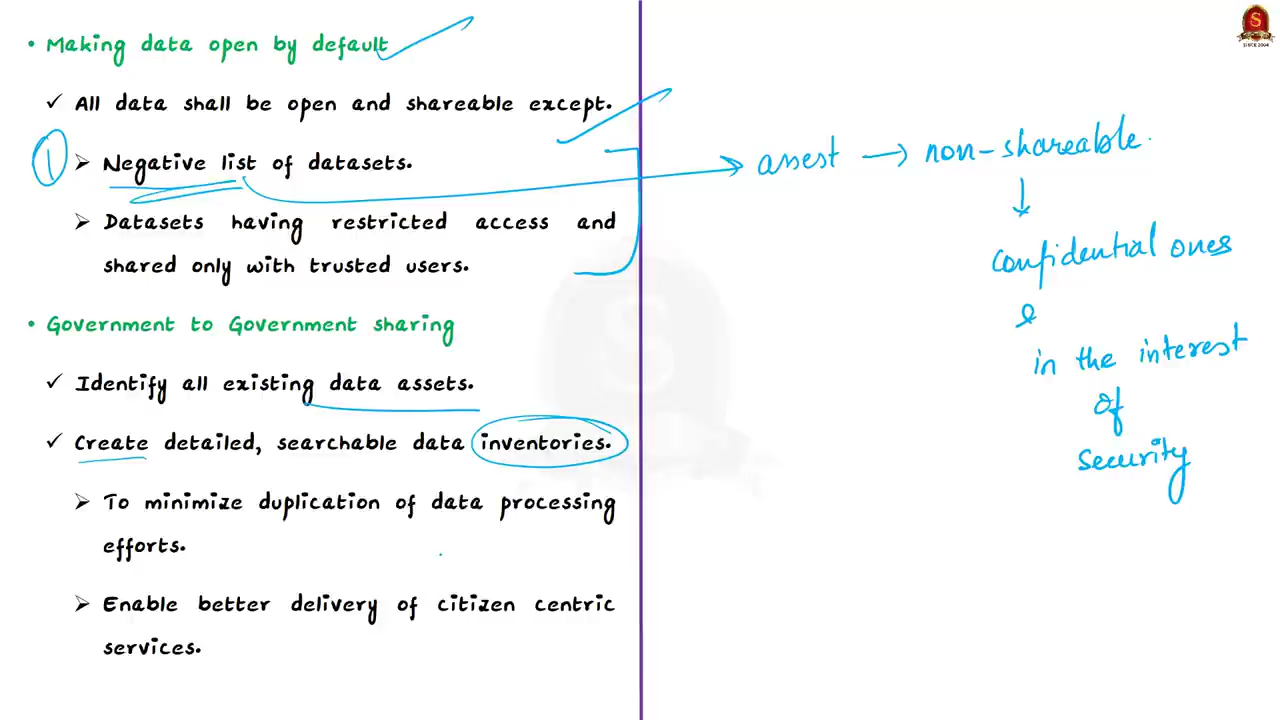 • Making data open by default
✓ All data shall be open and shareable except.
① ➢ Negative list of datasets.
➢ Datasets having restricted access and
shared only with trusted users.
• Government to Government sharing
✓ Identify all existing data assets.
✓ Create detailed, searchable data inventories.
➢ To minimize duplication of data processing
efforts.
➢ Enable better delivery of citizen centric
services.
assest → non-shareable.
confidential ones
&
in the interest
of
security
S
SINCE 2004